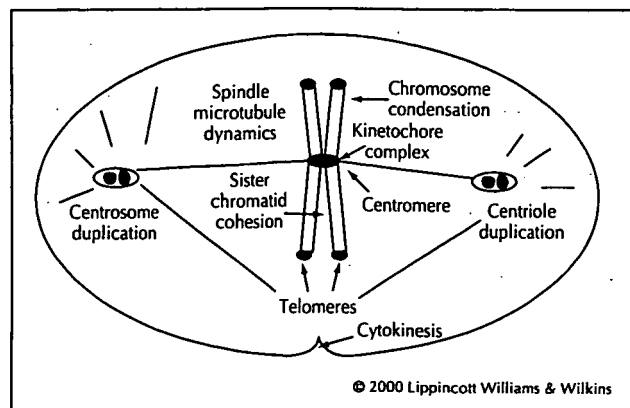 Spindle
microtubule
dynamics
Chromosome
condensation
Kinetochore
complex
Sister
chromatid
cohesion
Centromere
Centrosome
duplication
Centriole
duplication
Telomeres
Cytokinesis
© 2000 Lippincott Williams & Wilkins